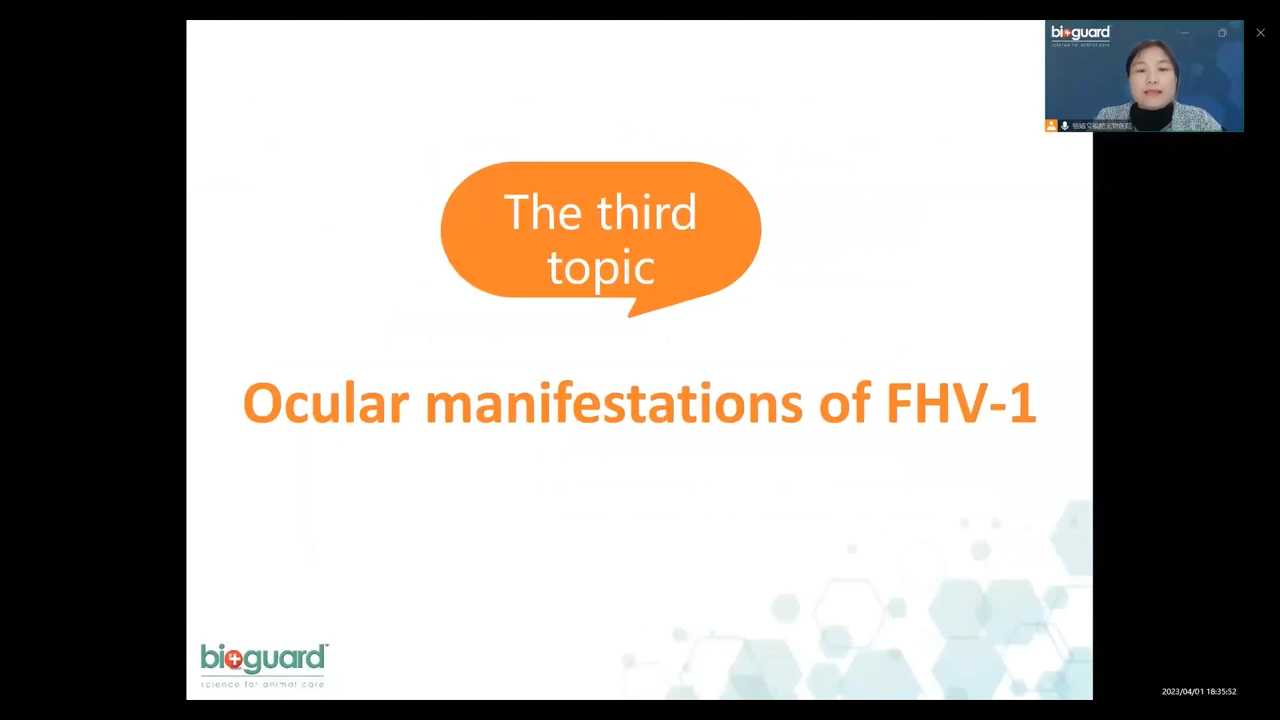 bioguard
science for animal care
The third
topic
Ocular manifestations of FHV-1
bioguard
science for animal care
2023/04/01 18:35:52